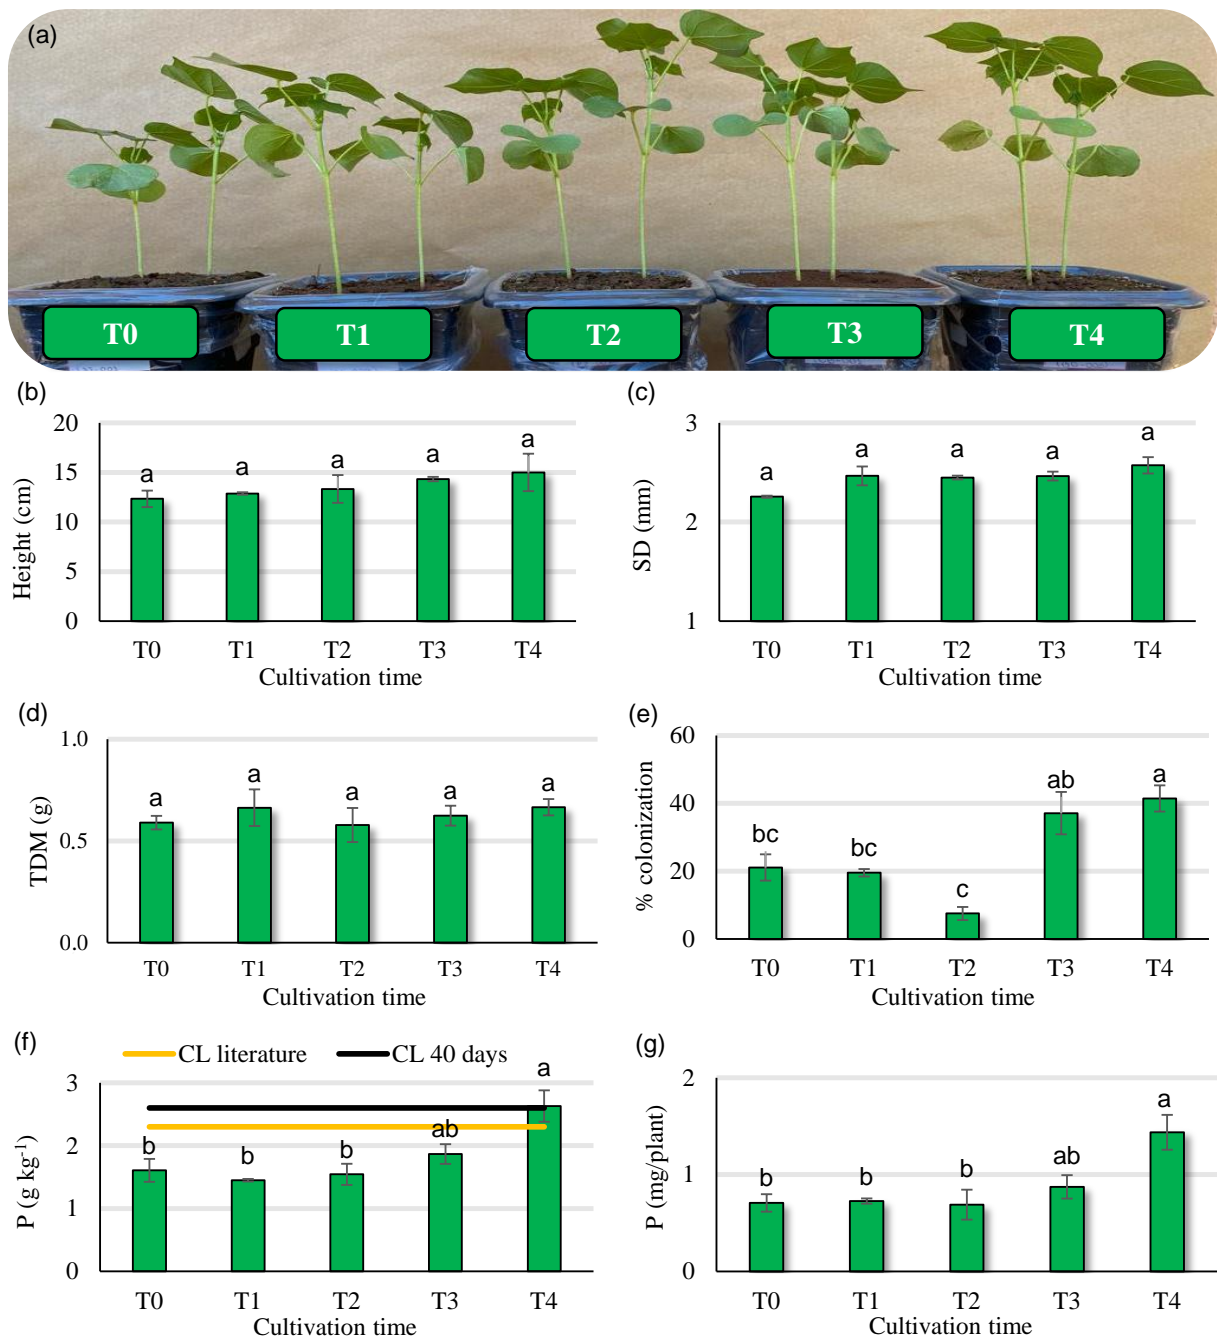 (a)
T0 T1 T2 T3 T4
(b)
20
15
10
5
0
Height (cm)
a a a a a
T0 T1 T2 T3 T4
Cultivation time
(c)
3
2
1
SD (mm)
a a a a a
T0 T1 T2 T3 T4
Cultivation time
(d)
1.0
0.5
0.0
TDM (g)
a a a a a
T0 T1 T2 T3 T4
Cultivation time
(e)
60
40
20
0
% colonization
bc bc c ab a
T0 T1 T2 T3 T4
Cultivation time
(f)
CL literature CL 40 days
3
2
1
0
P (g kg⁻¹)
b b b ab a
T0 T1 T2 T3 T4
Cultivation time
(g)
2
1
0
P (mg/plant)
b b b ab a
T0 T1 T2 T3 T4
Cultivation time